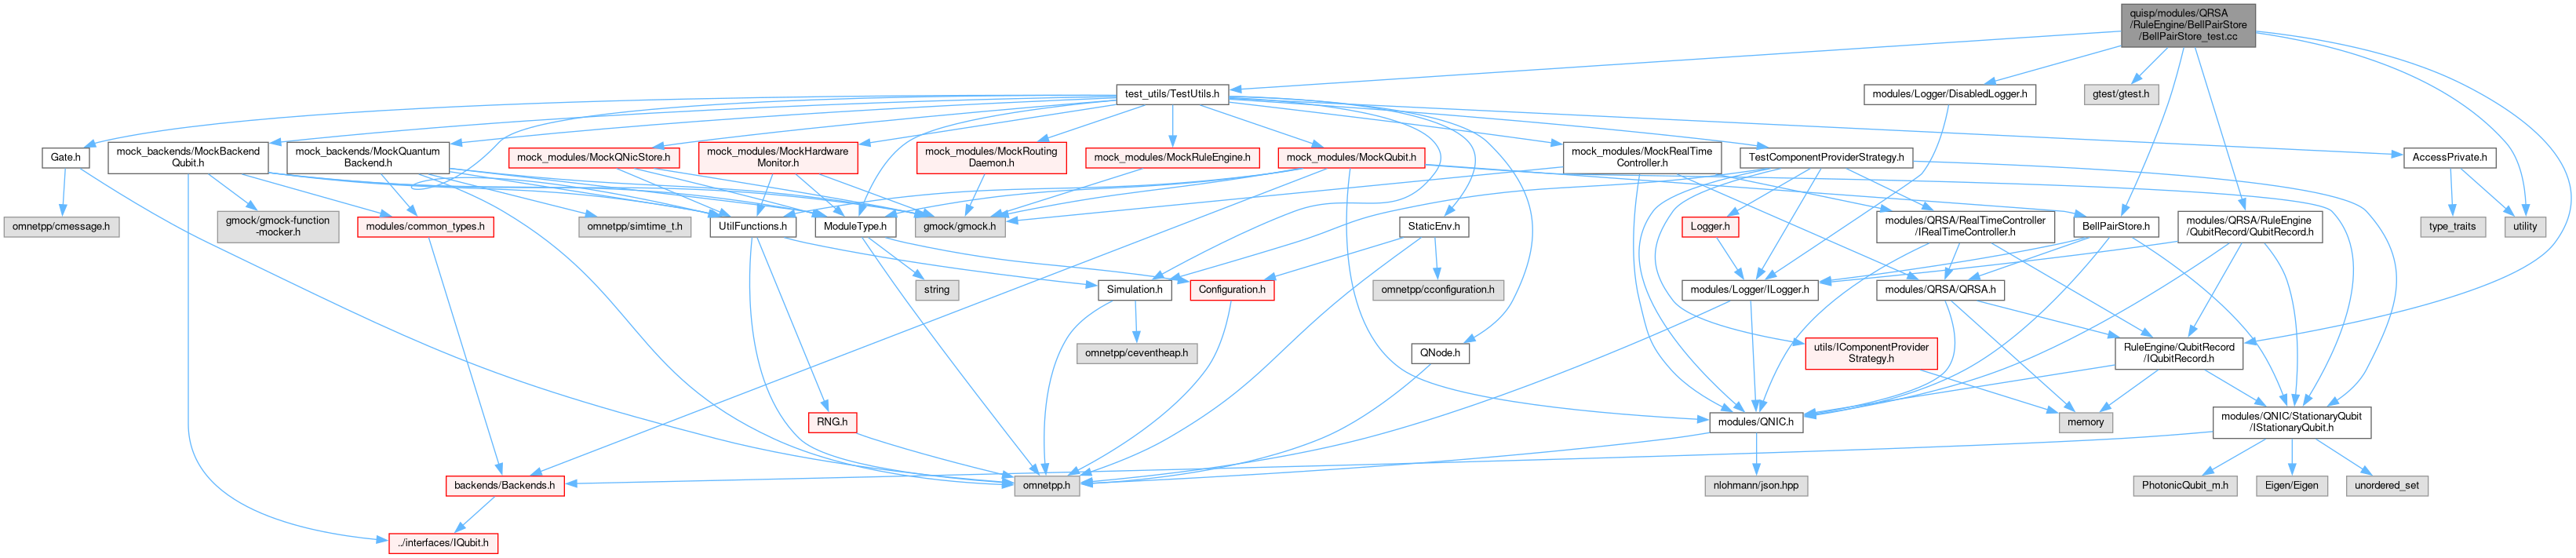 quisp/modules/QRSA
/RuleEngine/BellPairStore
/BellPairStore_test.cc
test_utils/TestUtils.h
modules/Logger/DisabledLogger.h
gtest/gtest.h
Gate.h
mock_backends/MockBackend
Qubit.h
mock_backends/MockQuantum
Backend.h
mock_modules/MockQNicStore.h
mock_modules/MockHardware
Monitor.h
mock_modules/MockRouting
Daemon.h
mock_modules/MockRuleEngine.h
mock_modules/MockQubit.h
mock_modules/MockRealTime
Controller.h
TestComponentProviderStrategy.h
AccessPrivate.h
omnetpp/cmessage.h
gmock/gmock-function
-mocker.h
modules/common_types.h
omnetpp/simtime_t.h
UtilFunctions.h
ModuleType.h
gmock/gmock.h
StaticEnv.h
Logger.h
modules/QRSA/RealTimeController
/IRealTimeController.h
BellPairStore.h
modules/QRSA/RuleEngine
/QubitRecord/QubitRecord.h
type_traits
utility
string
Simulation.h
Configuration.h
omnetpp/cconfiguration.h
modules/Logger/ILogger.h
modules/QRSA/QRSA.h
omnetpp/ceventheap.h
QNode.h
utils/IComponentProvider
Strategy.h
RuleEngine/QubitRecord
/IQubitRecord.h
RNG.h
modules/QNIC.h
memory
modules/QNIC/StationaryQubit
/IStationaryQubit.h
backends/Backends.h
omnetpp.h
nlohmann/json.hpp
PhotonicQubit_m.h
Eigen/Eigen
unordered_set
../interfaces/IQubit.h